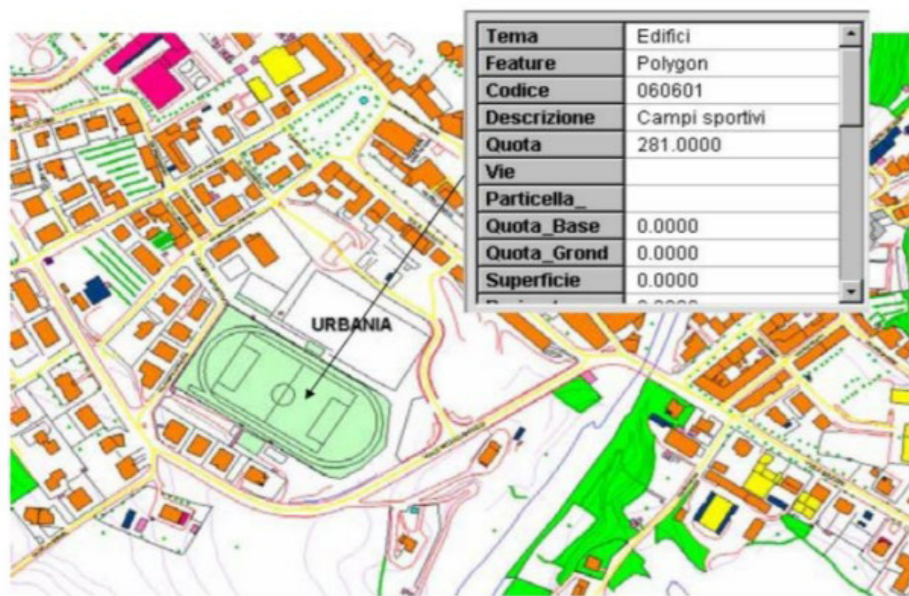 Tema Edifici
Feature Polygon
Codice 060601
Descrizione Campi sportivi
Quota 281.0000
Vie
Particella_
Quota_Base 0.0000
Quota_Grond 0.0000
Superficie 0.0000
URBANIA